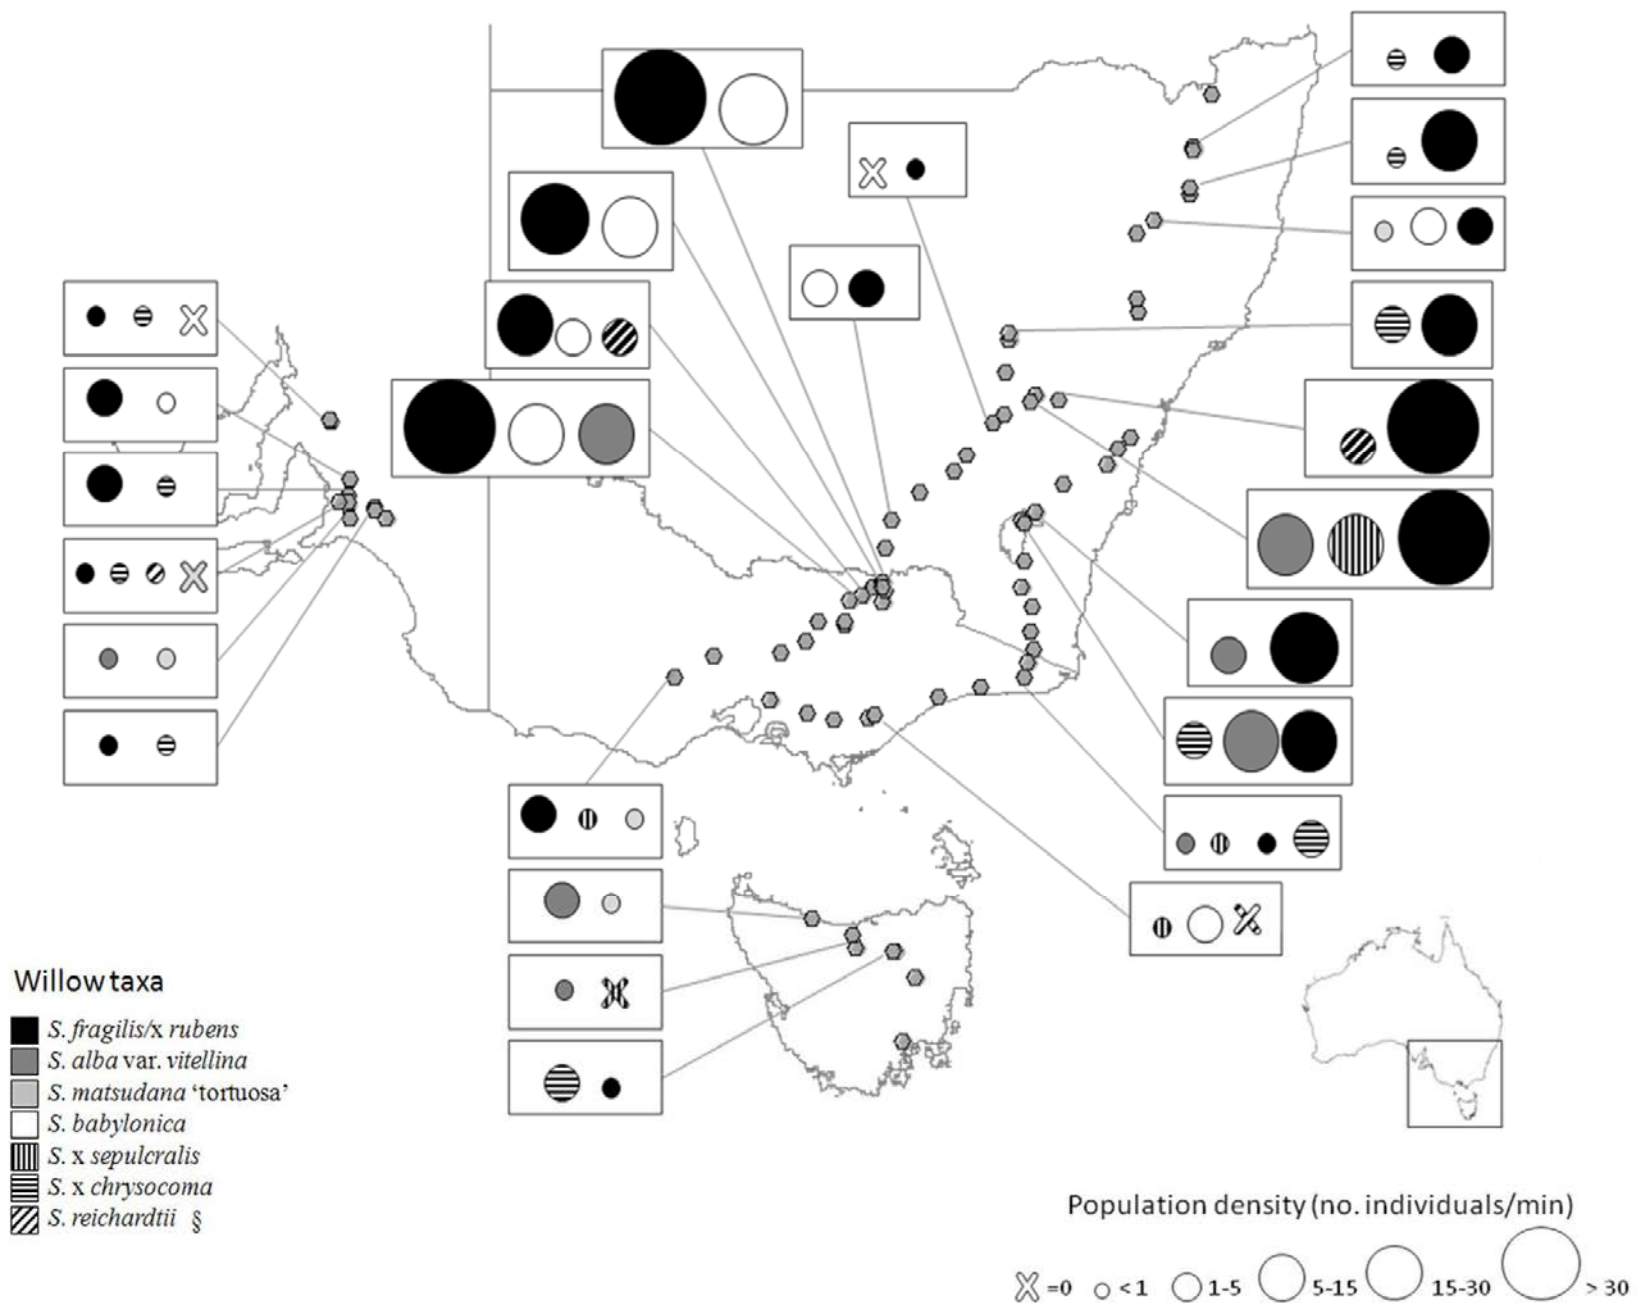 Willow taxa
S. fragilis/x rubens
S. alba var. vitellina
S. matsudana ‘tortuosa’
S. babylonica
S. x sepulcralis
S. x chrysocoma
S. reichardtii §
Population density (no. individuals/min)
=0 <1 1-5 5-15 15-30 > 30